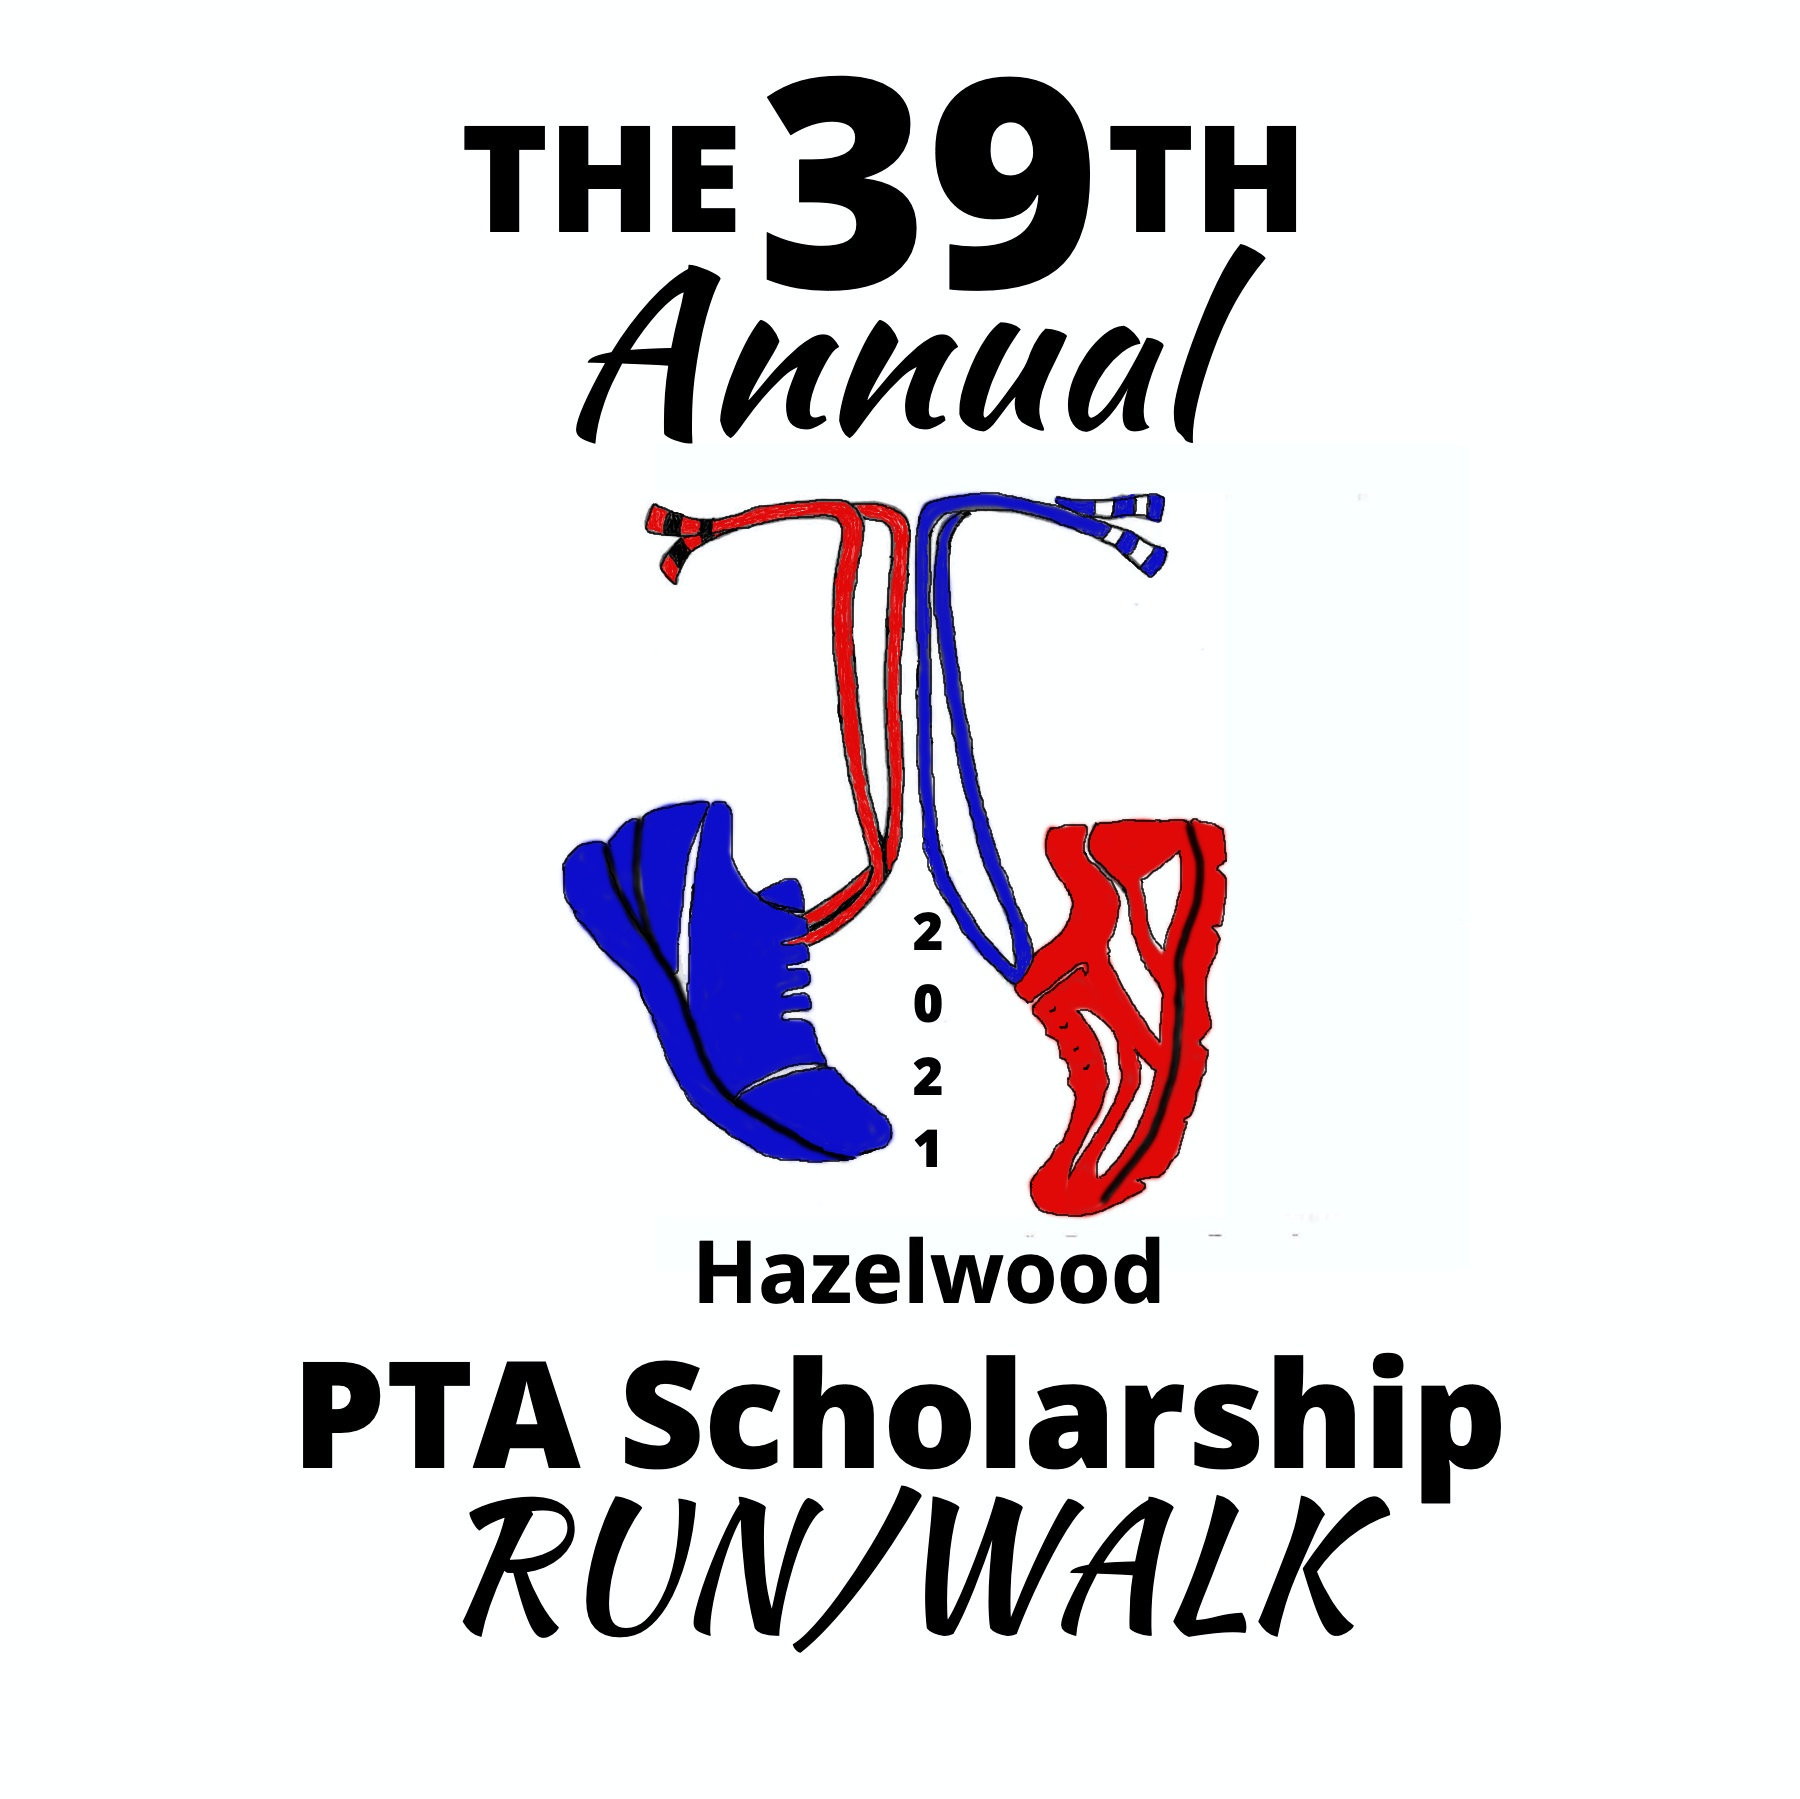 THE 39TH
Annual
2
0
2
1
Hazelwood
PTA Scholarship
RUN/WALK